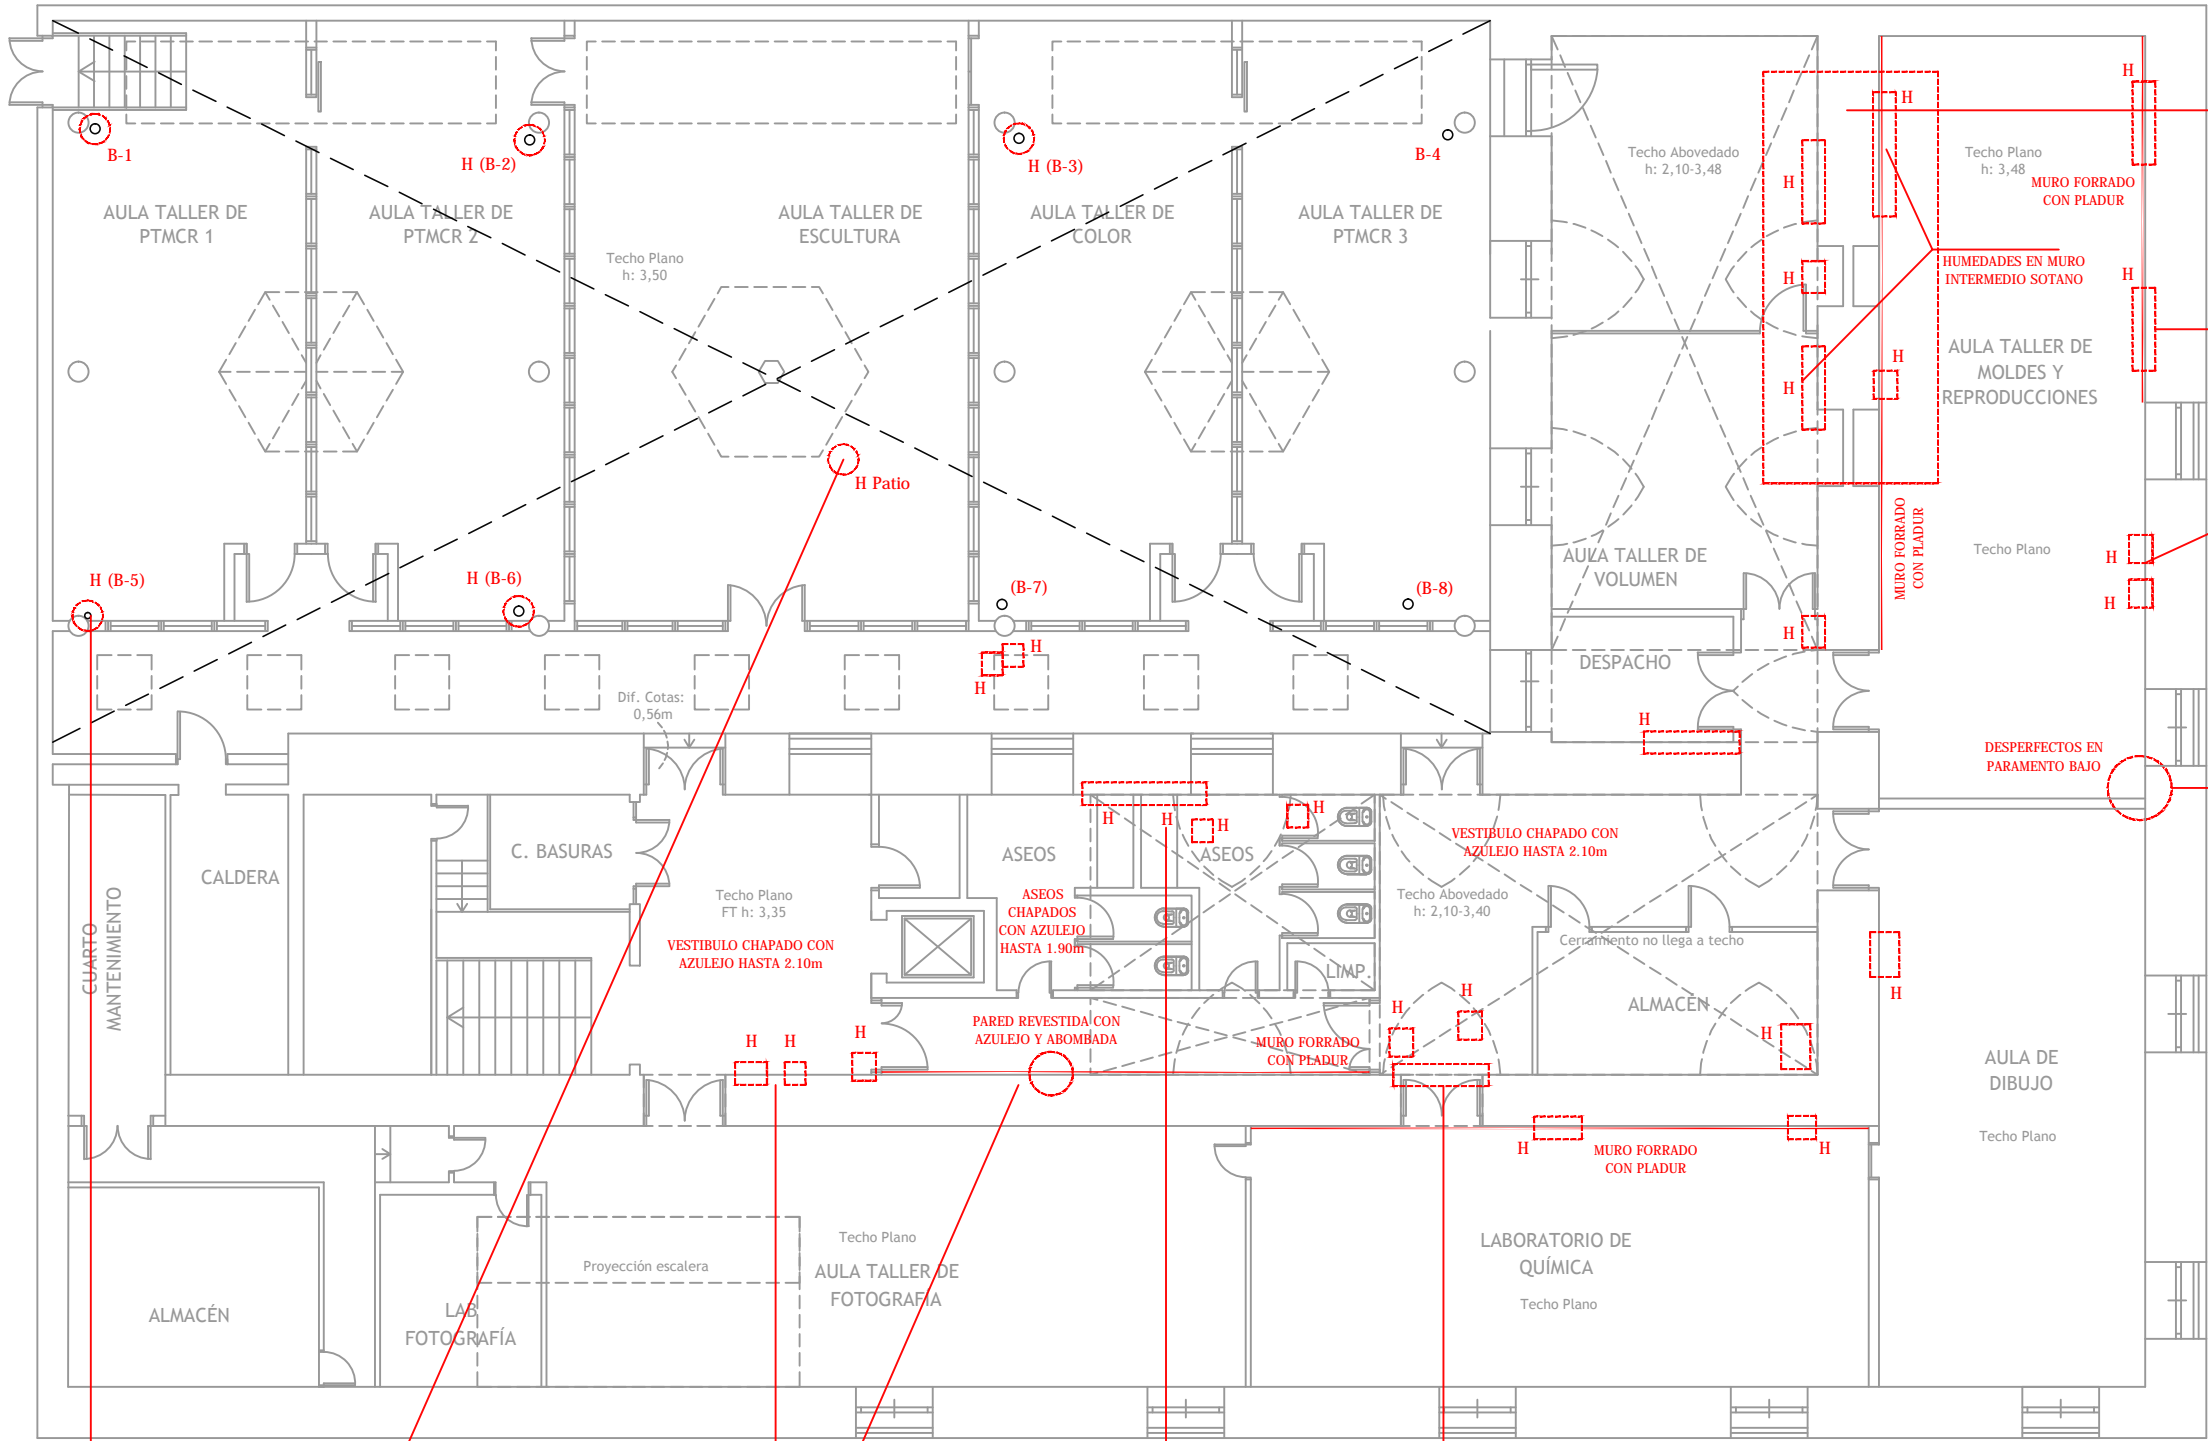 H
H
B-1
H (B-2)
H (B-3)
B-4
Techo Abovedado
h: 2,10-3,48
Techo Plano
h: 3,48
H
MURO FORRADO
CON PLADUR
AULA TALLER DE
PTMCR 1
AULA TALLER DE
PTMCR 2
AULA TALLER DE
ESCULTURA
AULA TALLER DE
COLOR
AULA TALLER DE
PTMCR 3
Techo Plano
h: 3,50
HUMEDADES EN MURO
INTERMEDIO SOTANO
H
H
H
H
AULA TALLER DE
MOLDES Y
REPRODUCCIONES
H Patio
MURO FORRADO
CON PLADUR
Techo Plano
H
H
AULA TALLER DE
VOLUMEN
H (B-5)
H (B-6)
(B-7)
(B-8)
H
H
H
DESPACHO
Dif. Cotas:
0,56m
H
DESPERFECTOS EN
PARAMENTO BAJO
H
H
H
H
VESTIBULO CHAPADO CON
AZULEJO HASTA 2.10m
C. BASURAS
ASEOS
ASEOS
CALDERA
CUARTO
MANTENIMIENTO
Techo Plano
FT h: 3,35
ASEOS
CHAPADOS
CON AZULEJO
HASTA 1.90m
Techo Abovedado
h: 2,10-3,40
VESTIBULO CHAPADO CON
AZULEJO HASTA 2.10m
Cerramiento no llega a techo
LIMP.
ALMACÉN
H
H
H
H
PARED REVESTIDA CON
AZULEJO Y ABOMBADA
MURO FORRADO
CON PLADUR
H
H
H
AULA DE
DIBUJO
Techo Plano
H
MURO FORRADO
CON PLADUR
H
Techo Plano
AULA TALLER DE
FOTOGRAFÍA
Proyección escalera
LABORATORIO DE
QUÍMICA
Techo Plano
ALMACÉN
LAB
FOTOGRAFÍA